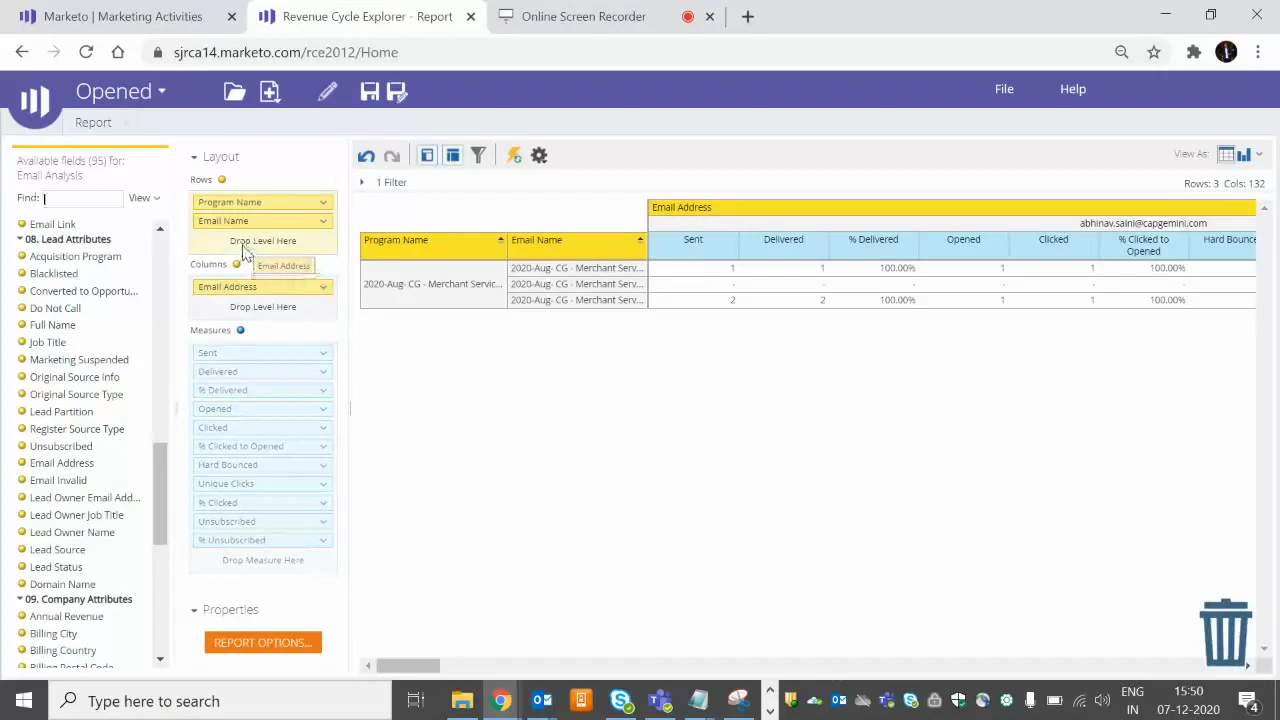 Marketo | Marketing Activities
Revenue Cycle Explorer - Report
Online Screen Recorder
sjrca14.marketo.com/rce2012/Home
Opened
File
Help
Report
Available fields (95) for:
Email Analysis
Find:
View
Email Link
08. Lead Attributes
Acquisition Program
Blacklisted
Converted to Opportu...
Do Not Call
Full Name
Job Title
Marketing Suspended
Original Source Info
Original Source Type
Lead Partition
Register Source Type
Unsubscribed
Email Address
Email Invalid
Lead Owner Email Add...
Lead Owner Job Title
Lead Owner Name
Lead Source
Lead Status
Domain Name
09. Company Attributes
Annual Revenue
Billing City
Billing Country
Billing Postal Code
Layout
Rows
Program Name
Email Name
Drop Level Here
Columns
Email Address
Email Address
Drop Level Here
Measures
Sent
Delivered
% Delivered
Opened
Clicked
% Clicked to Opened
Hard Bounced
Unique Clicks
% Clicked
Unsubscribed
% Unsubscribed
Drop Measure Here
Properties
REPORT OPTIONS...
View As:
1 Filter
Rows: 3 Cols: 132
Email Address
abhinav.saini@capgemini.com
Program Name Email Name Sent Delivered % Delivered Opened Clicked % Clicked to Opened Hard Bounce
2020-Aug- CG - Merchant Serv... 1 1 100.00% 1 1 100.00%
2020-Aug- CG - Merchant Servic... 2020-Aug- CG - Merchant Serv... - - - - - -
2020-Aug- CG - Merchant Serv... 2 2 100.00% 1 1 100.00%
Type here to search
ENG
IN
15:50
07-12-2020
4